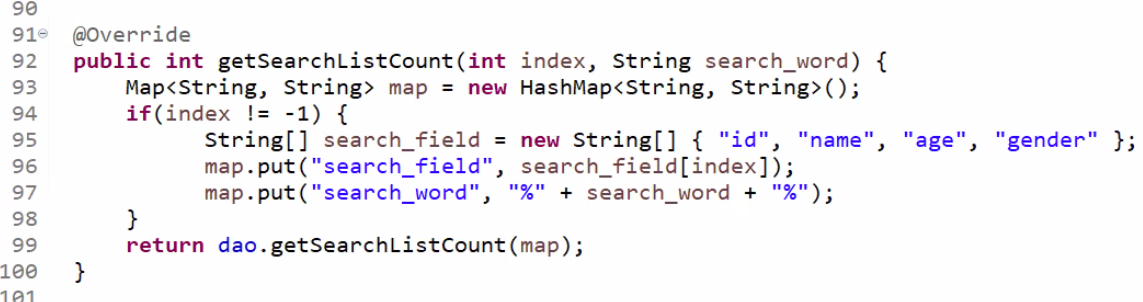 90
91 @Override
92 public int getSearchListCount(int index, String search_word) {
93 Map<String, String> map = new HashMap<String, String>();
94 if(index != -1) {
95 String[] search_field = new String[] { "id", "name", "age", "gender" };
96 map.put("search_field", search_field[index]);
97 map.put("search_word", "%" + search_word + "%");
98 }
99 return dao.getSearchListCount(map);
100 }
101